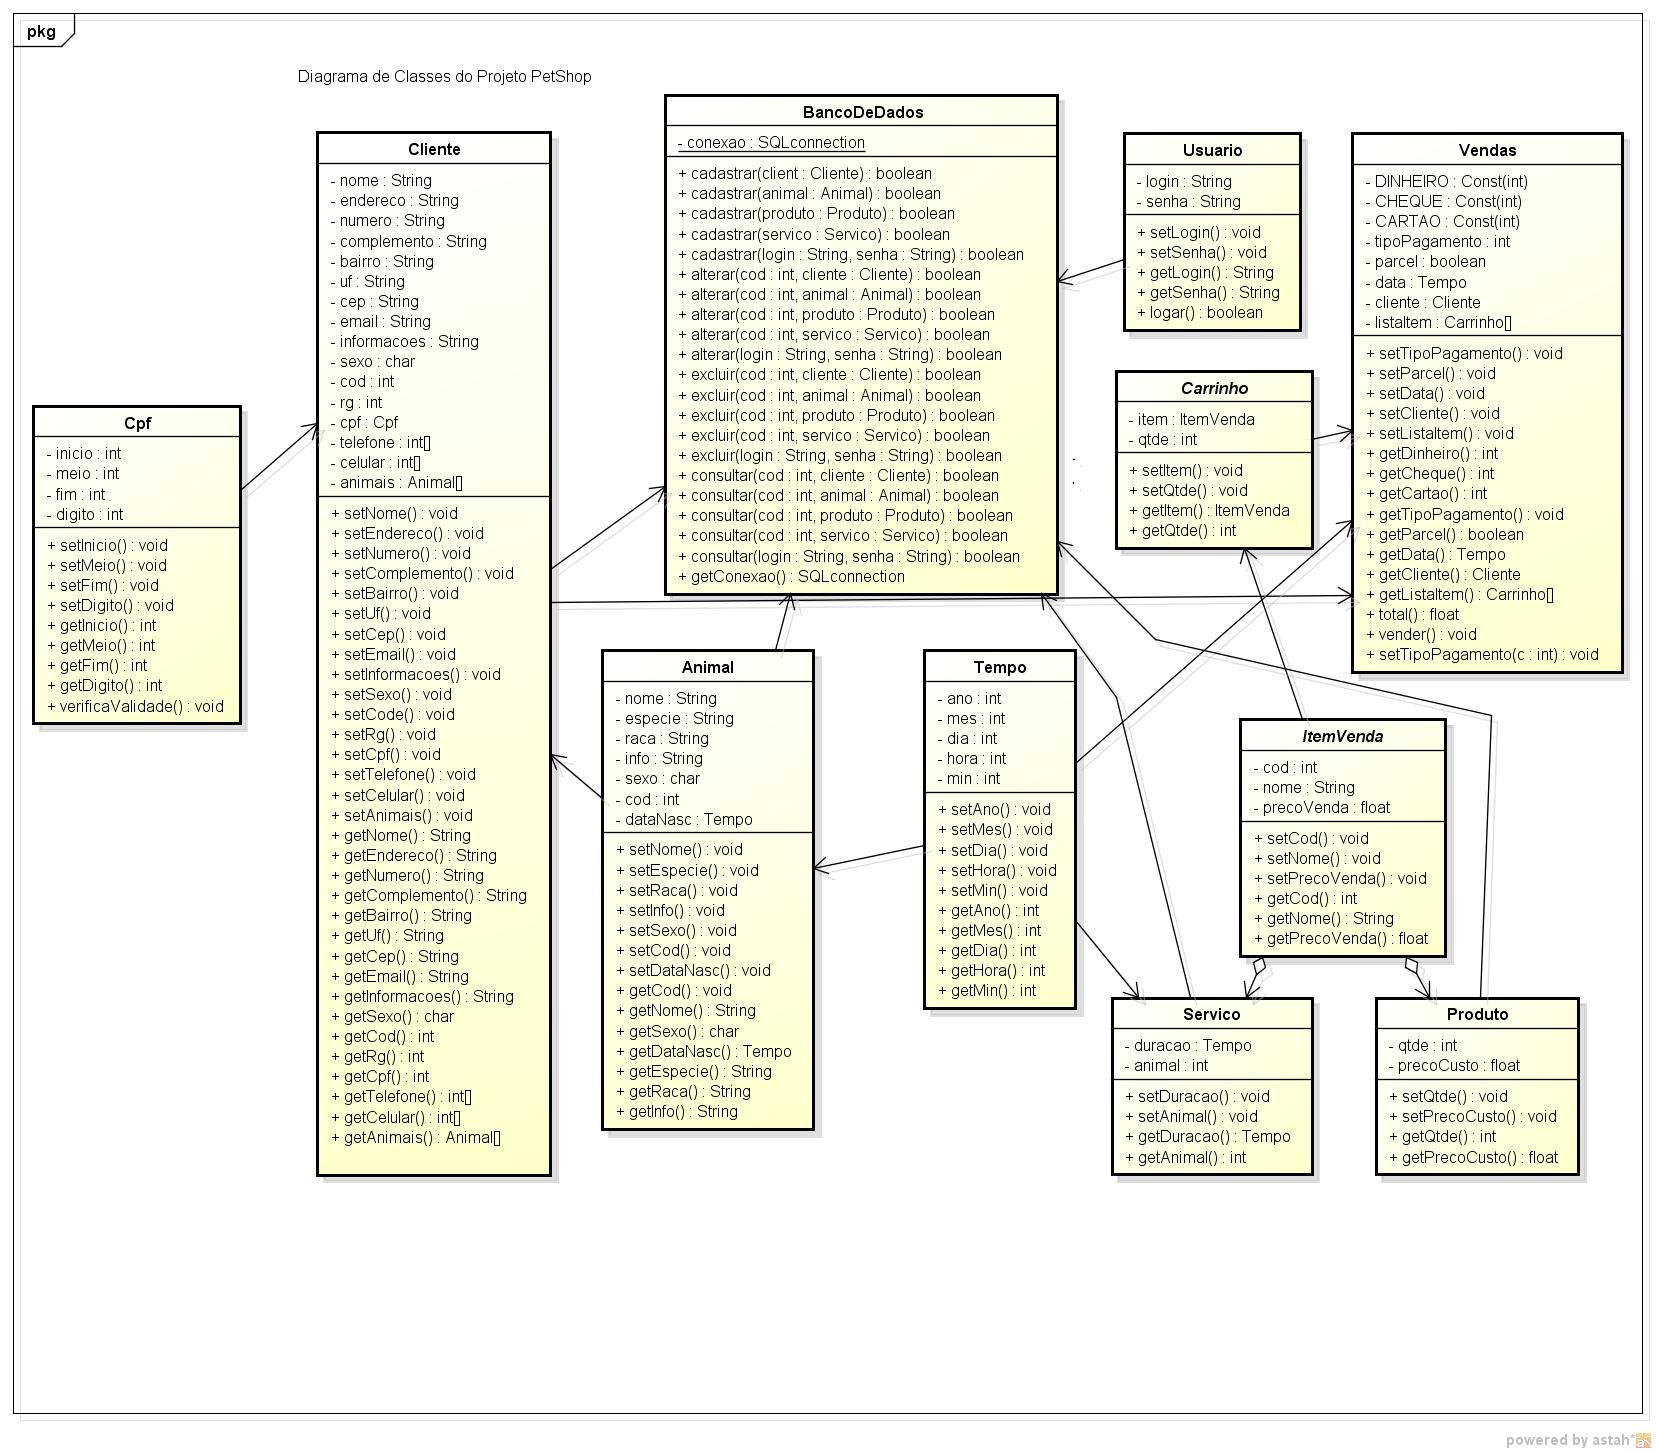 pkg
Diagrama de Classes do Projeto PetShop
Cliente
- nome : String
- endereco : String
- numero : String
- complemento : String
- bairro : String
- uf : String
- cep : String
- email : String
- informacoes : String
- sexo : char
- cod : int
- rg : int
- cpf : Cpf
- telefone : int[]
- celular : int[]
- animais : Animal[]
+ setNome() : void
+ setEndereco() : void
+ setNumero() : void
+ setComplemento() : void
+ setBairro() : void
+ setUf() : void
+ setCep() : void
+ setEmail() : void
+ setInformacoes() : void
+ setSexo() : void
+ setCode() : void
+ setRg() : void
+ setCpf() : void
+ setTelefone() : void
+ setCelular() : void
+ setAnimais() : void
+ getNome() : String
+ getEndereco() : String
+ getNumero() : String
+ getComplemento() : String
+ getBairro() : String
+ getUf() : String
+ getCep() : String
+ getEmail() : String
+ getInformacoes() : String
+ getSexo() : char
+ getCod() : int
+ getRg() : int
+ getCpf() : int
+ getTelefone() : int[]
+ getCelular() : int[]
+ getAnimais() : Animal[]
BancoDeDados
- conexao : SQLconnection
+ cadastrar(client : Cliente) : boolean
+ cadastrar(animal : Animal) : boolean
+ cadastrar(produto : Produto) : boolean
+ cadastrar(servico : Servico) : boolean
+ cadastrar(login : String, senha : String) : boolean
+ alterar(cod : int, cliente : Cliente) : boolean
+ alterar(cod : int, animal : Animal) : boolean
+ alterar(cod : int, produto : Produto) : boolean
+ alterar(cod : int, servico : Servico) : boolean
+ alterar(login : String, senha : String) : boolean
+ excluir(cod : int, cliente : Cliente) : boolean
+ excluir(cod : int, animal : Animal) : boolean
+ excluir(cod : int, produto : Produto) : boolean
+ excluir(cod : int, servico : Servico) : boolean
+ excluir(login : String, senha : String) : boolean
+ consultar(cod : int, cliente : Cliente) : boolean
+ consultar(cod : int, animal : Animal) : boolean
+ consultar(cod : int, produto : Produto) : boolean
+ consultar(cod : int, servico : Servico) : boolean
+ consultar(login : String, senha : String) : boolean
+ getConexao() : SQLconnection
Usuario
- login : String
- senha : String
+ setLogin() : void
+ setSenha() : void
+ getLogin() : String
+ getSenha() : String
+ logar() : boolean
Vendas
- DINHEIRO : Const(int)
- CHEQUE : Const(int)
- CARTAO : Const(int)
- tipoPagamento : int
- parcel : boolean
- data : Tempo
- cliente : Cliente
- listaItem : Carrinho[]
+ setTipoPagamento() : void
+ setParcel() : void
+ setData() : void
+ setCliente() : void
+ setListaItem() : void
+ getDinheiro() : int
+ getCheque() : int
+ getCartao() : int
+ getTipoPagamento() : void
+ getParcel() : boolean
+ getData() : Tempo
+ getCliente() : Cliente
+ getListaItem() : Carrinho[]
+ total() : float
+ vender() : void
+ setTipoPagamento(c : int) : void
Cpf
- inicio : int
- meio : int
- fim : int
- digito : int
+ setInicio() : void
+ setMeio() : void
+ setFim() : void
+ setDigito() : void
+ getInicio() : int
+ getMeio() : int
+ getFim() : int
+ getDigito() : int
+ verificaValidade() : void
Carrinho
- item : ItemVenda
- qtde : int
+ setItem() : void
+ setQtde() : void
+ getItem() : ItemVenda
+ getQtde() : int
Animal
- nome : String
- especie : String
- raca : String
- info : String
- sexo : char
- cod : int
- dataNasc : Tempo
+ setNome() : void
+ setEspecie() : void
+ setRaca() : void
+ setInfo() : void
+ setSexo() : void
+ setCod() : void
+ setDataNasc() : void
+ getCod() : void
+ getNome() : String
+ getSexo() : char
+ getDataNasc() : Tempo
+ getEspecie() : String
+ getRaca() : String
+ getInfo() : String
Tempo
- ano : int
- mes : int
- dia : int
- hora : int
- min : int
+ setAno() : void
+ setMes() : void
+ setDia() : void
+ setHora() : void
+ setMin() : void
+ getAno() : int
+ getMes() : int
+ getDia() : int
+ getHora() : int
+ getMin() : int
ItemVenda
- cod : int
- nome : String
- precoVenda : float
+ setCod() : void
+ setNome() : void
+ setPrecoVenda() : void
+ getCod() : int
+ getNome() : String
+ getPrecoVenda() : float
Servico
- duracao : Tempo
- animal : int
+ setDuracao() : void
+ setAnimal() : void
+ getDuracao() : Tempo
+ getAnimal() : int
Produto
- qtde : int
- precoCusto : float
+ setQtde() : void
+ setPrecoCusto() : void
+ getQtde() : int
+ getPrecoCusto() : float
powered by astah*